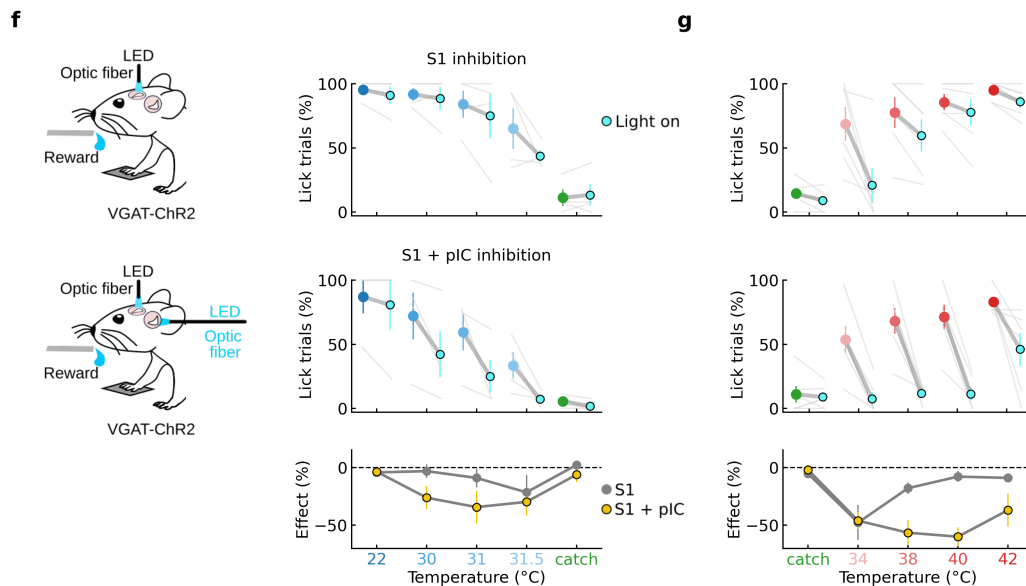 f
g
LED
Optic fiber
Reward
VGAT-ChR2
S1 inhibition
Lick trials (%)
100
50
0
Light on
Lick trials (%)
100
50
0
LED
Optic fiber
LED
Optic
fiber
Reward
VGAT-ChR2
S1 + pIC inhibition
Lick trials (%)
100
50
0
Lick trials (%)
100
50
0
Effect (%)
0
−50
S1
S1 + pIC
22 30 31 31.5 catch
Temperature (°C)
Effect (%)
0
−50
catch 34 38 40 42
Temperature (°C)